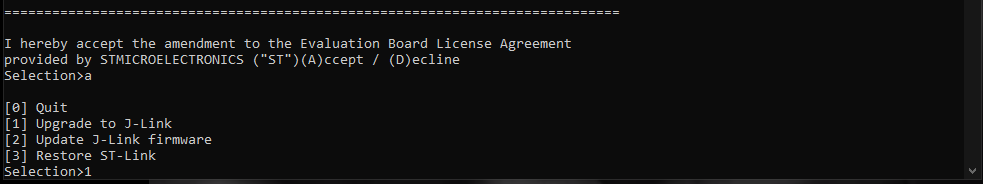 =============================================================================
I hereby accept the amendment to the Evaluation Board License Agreement
provided by STMICROELECTRONICS ("ST")(A)ccept / (D)ecline
Selection>a
[0] Quit
[1] Upgrade to J-Link
[2] Update J-Link firmware
[3] Restore ST-Link
Selection>1